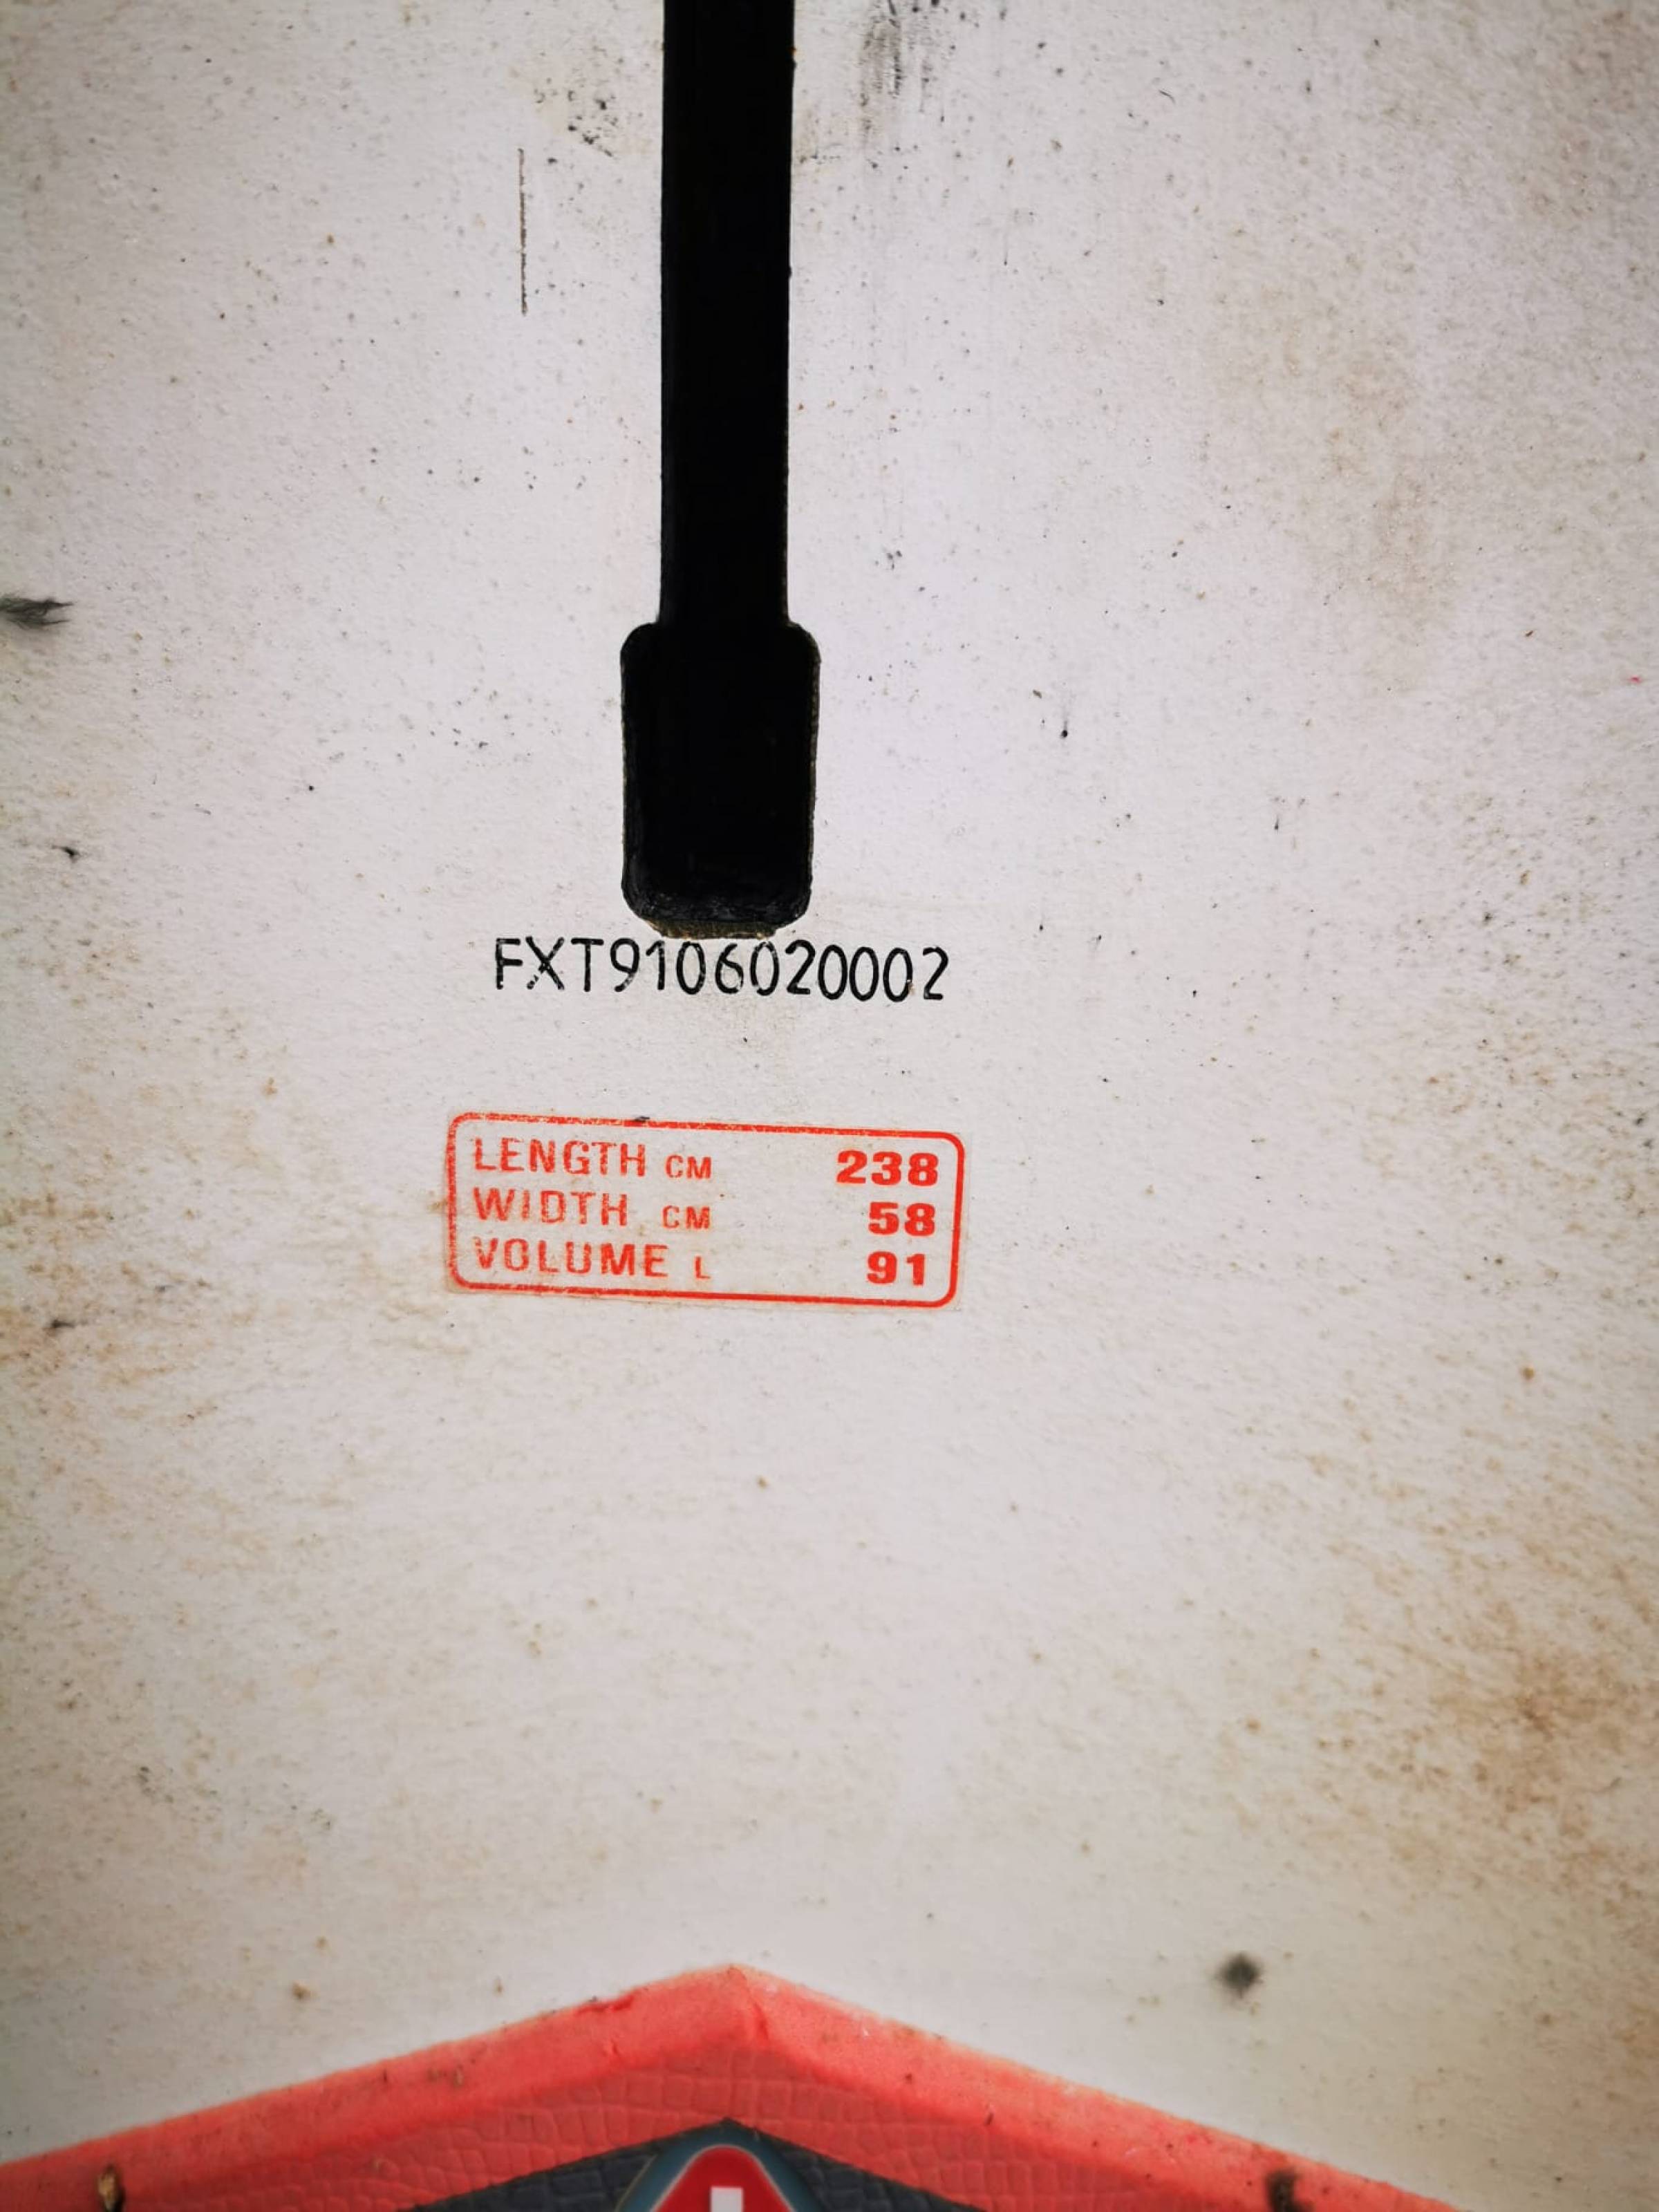 FXT9106020002
LENGTH CM 238
WIDTH CM 58
VOLUME L 91